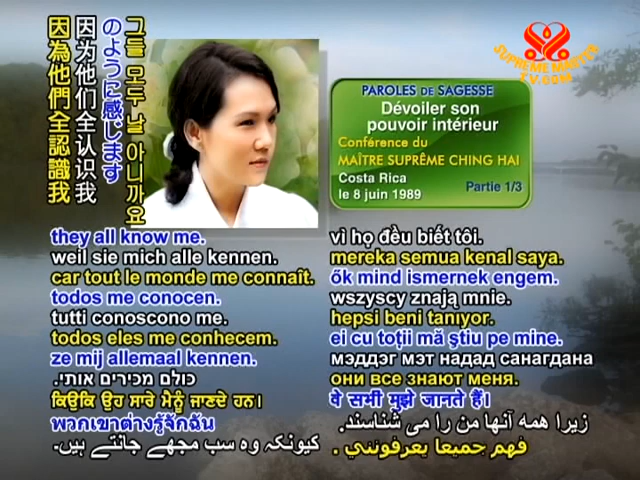 그들 모두 날 아니까요
のように感じます
因为他们全认识我
因為他們全認識我
SUPREME MASTER
TV.COM
PAROLES DE SAGESSE
Dévoiler son
pouvoir intérieur
Conférence du
MAÎTRE SUPRÊME CHING HAI
Costa Rica
le 8 juin 1989
Partie 1/3
they all know me.
weil sie mich alle kennen.
car tout le monde me connaît.
todos me conocen.
tutti conoscono me.
todos eles me conhecem.
ze mij allemaal kennen.
כולם מכירים אותי.
ਕਿਉਕਿ ਉਹ ਸਾਰੇ ਮੈਨੂੰ ਜਾਣਦੇ ਹਨ।
พวกเขาต่างรู้จักฉัน
کیونکہ وہ سب مجھے جانتے ہیں.
vì họ đều biết tôi.
mereka semua kenal saya.
ők mind ismernek engem.
wszyscy znają mnie.
hepsi beni tanıyor.
ei cu toţii mă ştiu pe mine.
мэддэг мэт надад санагдана
они все знают меня.
वे सभी मुझे जानते हैं।
زیرا همه آنها من را می شناسند.
فهم جميعا يعرفونني .